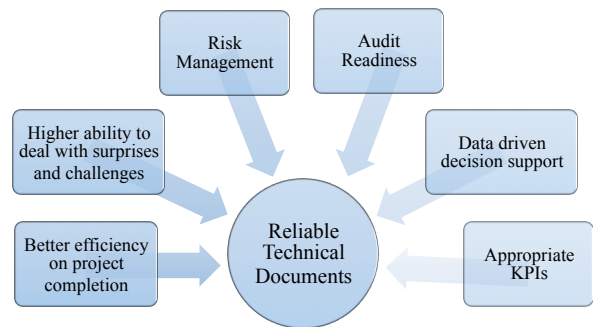 Risk
Management
Audit
Readiness
Higher ability to
deal with surprises
and challenges
Data driven
decision support
Better efficiency
on project
completion
Reliable
Technical
Documents
Appropriate
KPIs